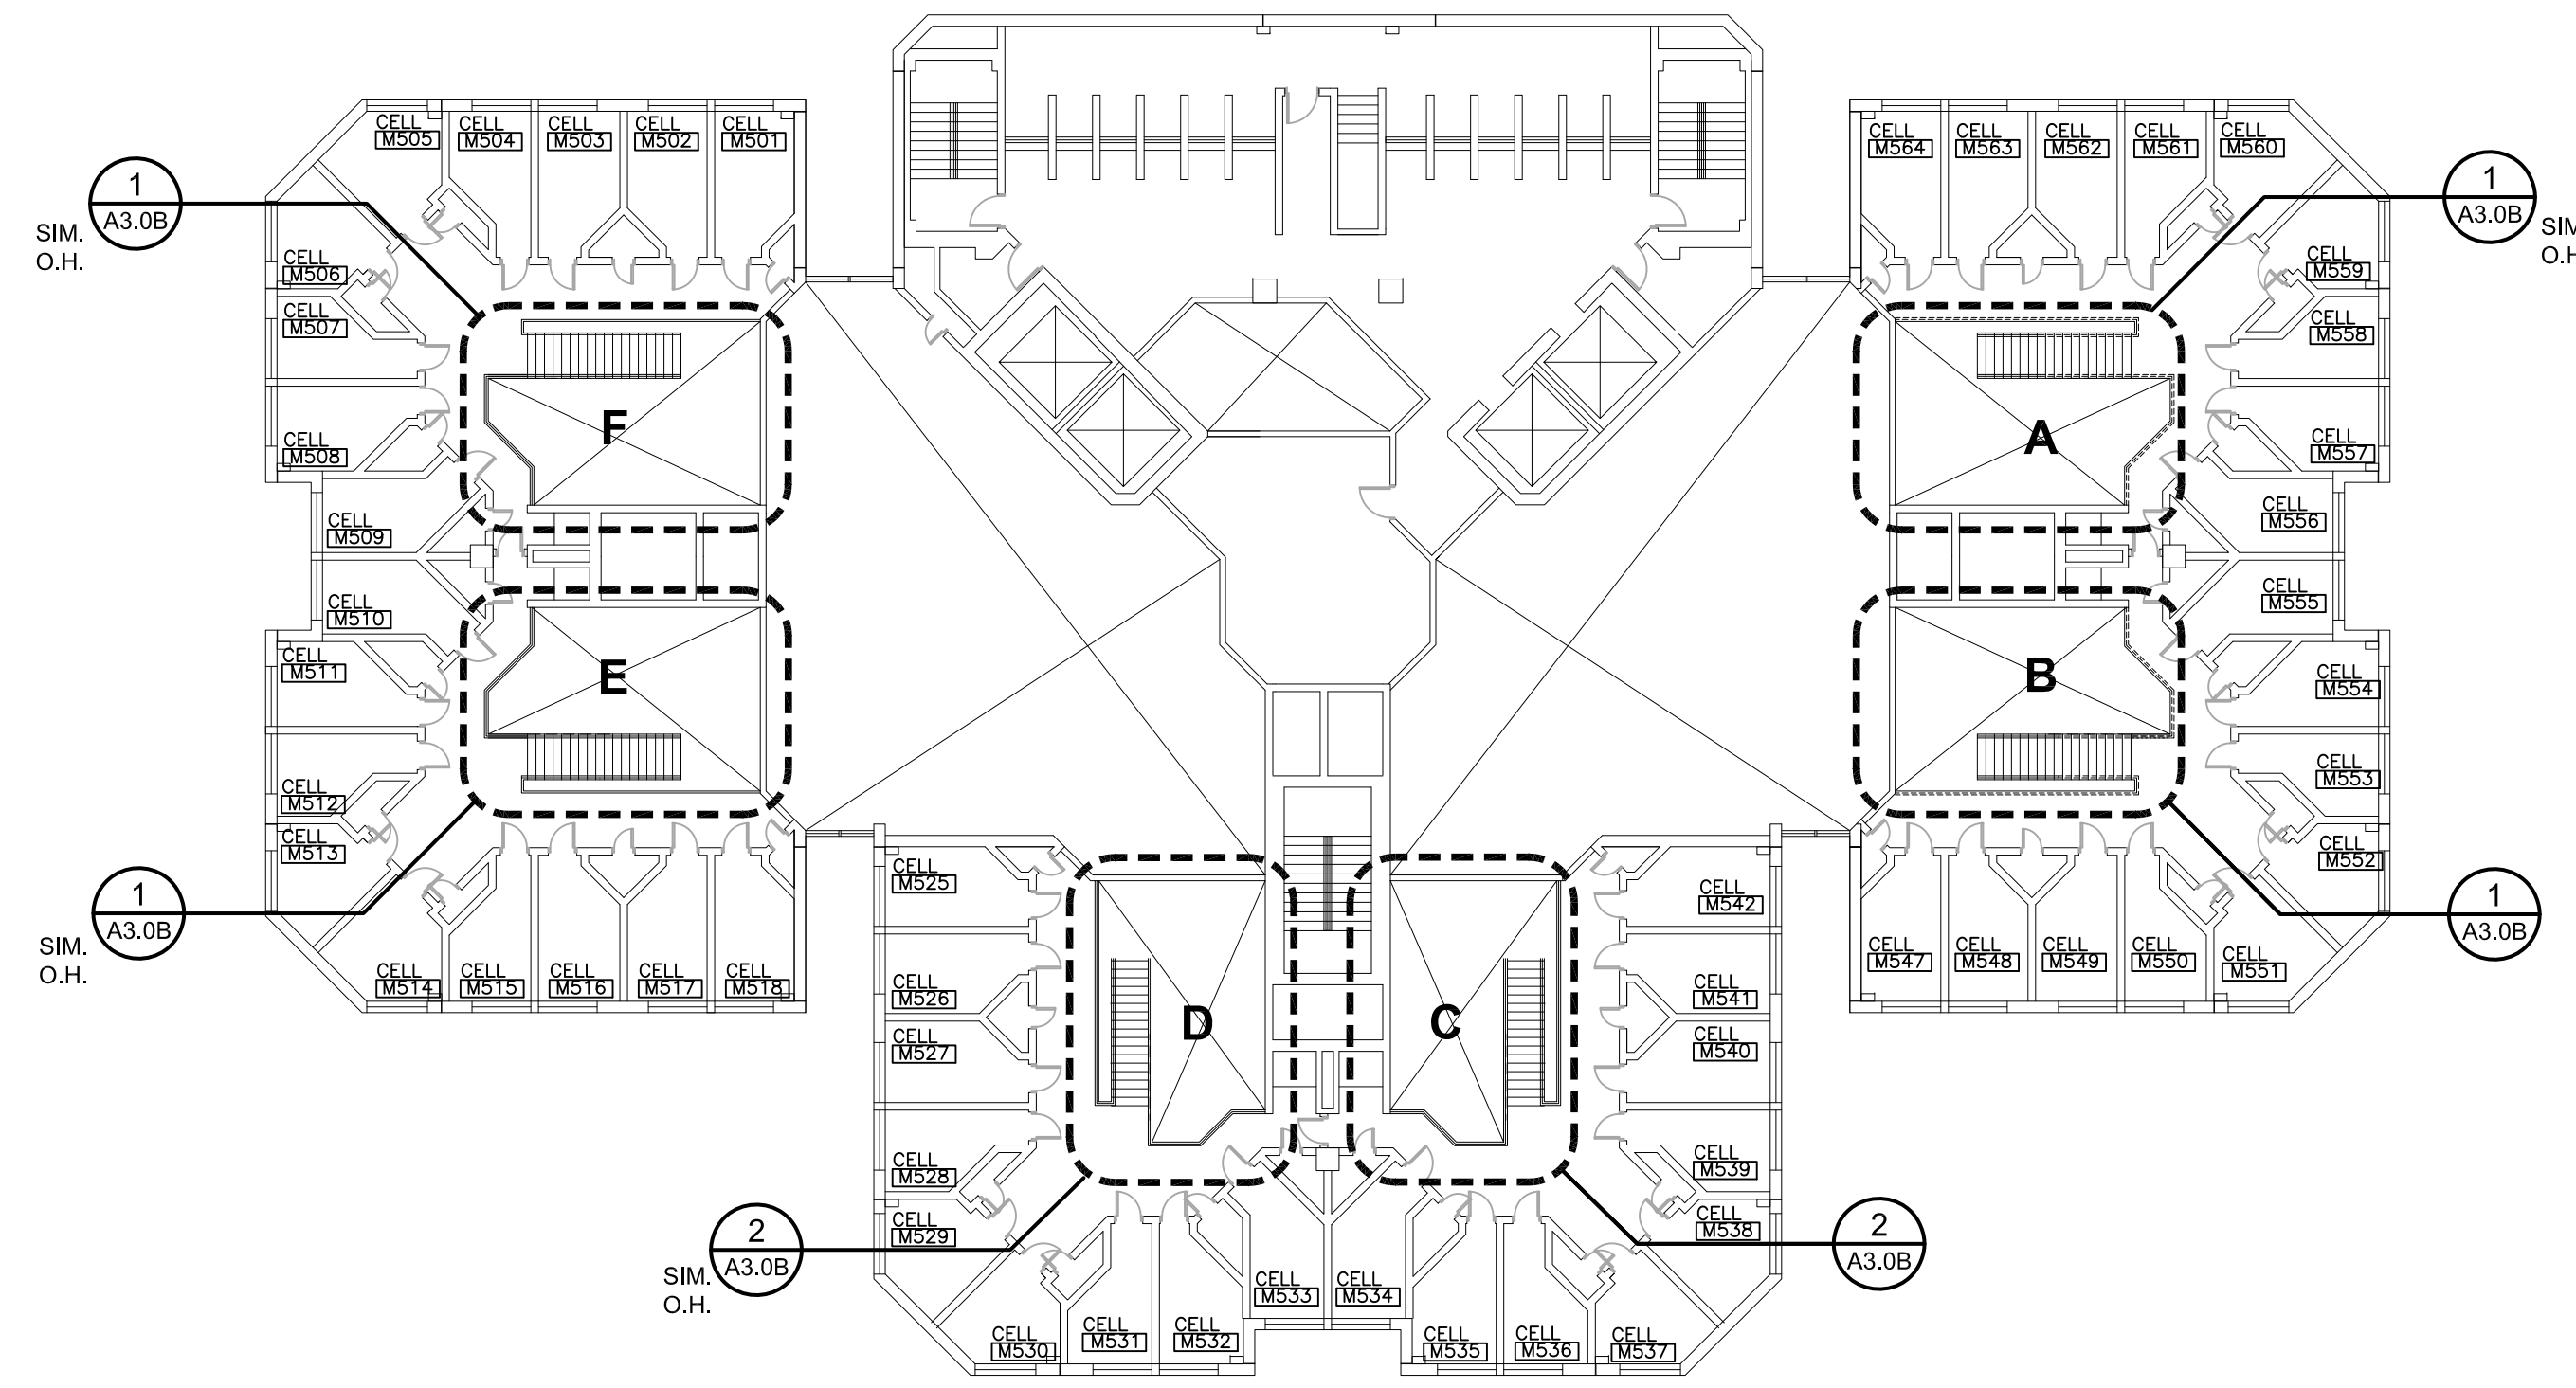 CELL
M505
CELL
M504
CELL
M503
CELL
M502
CELL
M501
CELL
M564
CELL
M563
CELL
M562
CELL
M561
CELL
M560
1
A3.0B
SIM.
O.H.
1
A3.0B
CELL
M506
CELL
M507
CELL
M508
CELL
M509
CELL
M510
CELL
M511
CELL
M512
CELL
M513
F
E
A
B
CELL
M559
CELL
M558
CELL
M557
CELL
M556
CELL
M555
CELL
M554
CELL
M553
CELL
M552
1
A3.0B
SIM.
O.H.
CELL
M514
CELL
M515
CELL
M516
CELL
M517
CELL
M518
CELL
M547
CELL
M548
CELL
M549
CELL
M550
CELL
M551
1
A3.0B
CELL
M525
CELL
M526
CELL
M527
CELL
M528
CELL
M529
D
C
CELL
M542
CELL
M541
CELL
M540
CELL
M539
CELL
M538
2
A3.0B
SIM.
O.H.
2
A3.0B
CELL
M530
CELL
M531
CELL
M532
CELL
M533
CELL
M534
CELL
M535
CELL
M536
CELL
M537